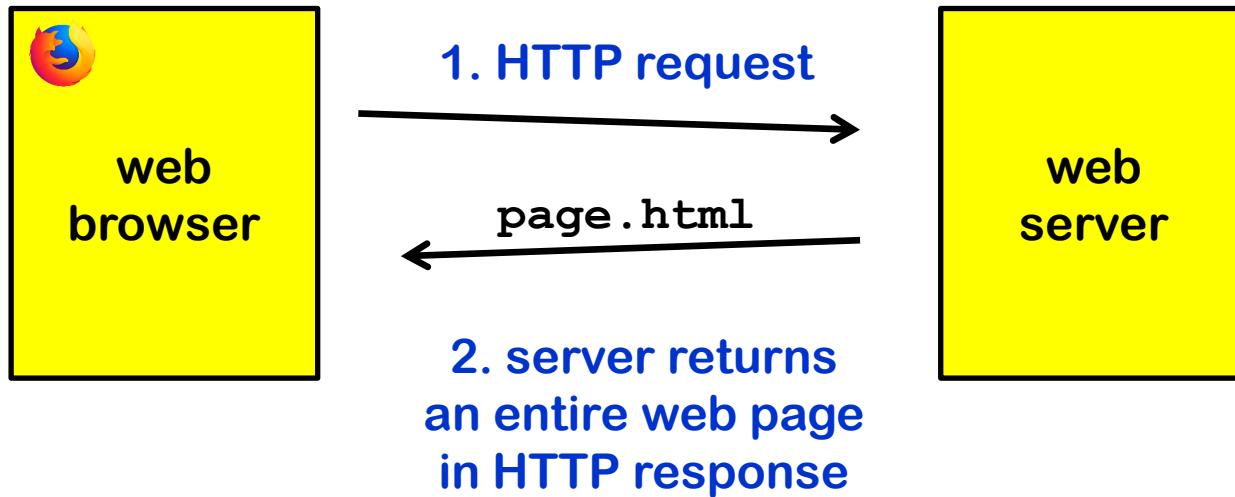 1. HTTP request
web
browser
page.html
web
server
2. server returns
an entire web page
in HTTP response